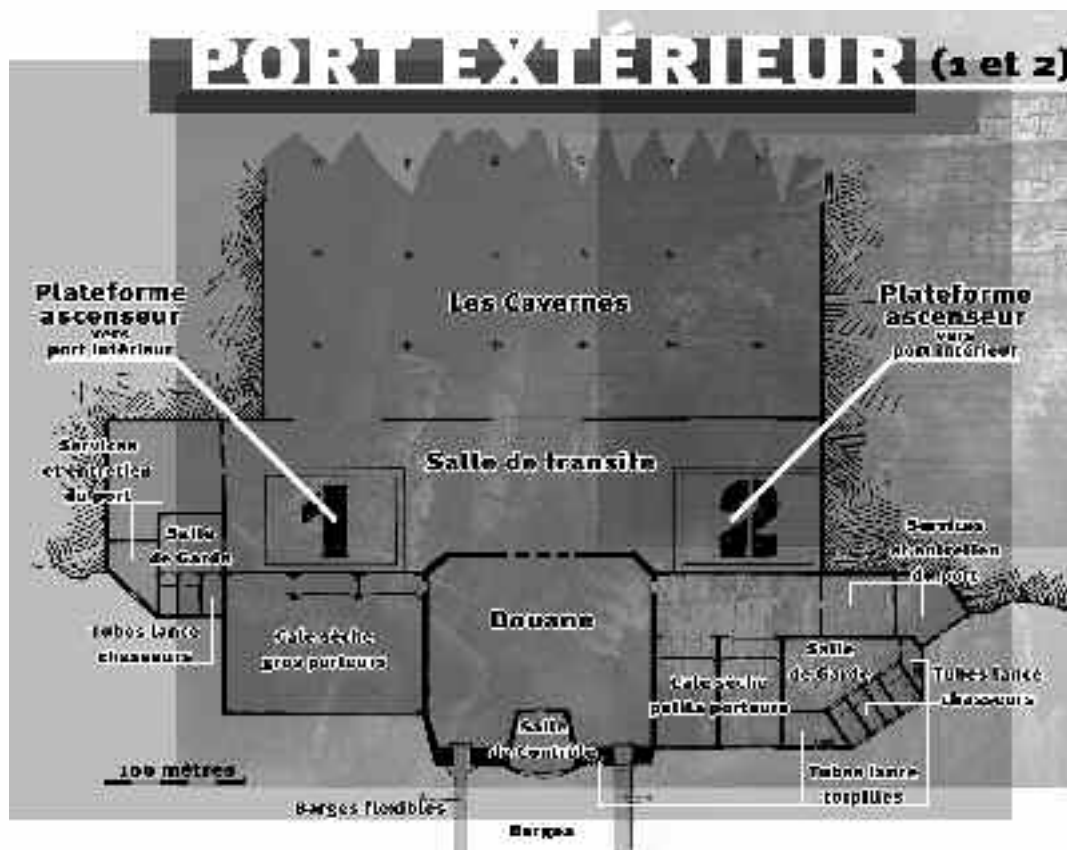 PORT EXTÉRIEUR (1 et 2)
Plateforme
ascenseur
vers
port intérieur
Les Cavernes
Plateforme
ascenseur
vers
port intérieur
Services
et entretien
du port
Salle de transite
1
2
Salle
de Garde
Services
et entretien
du port
Tubes lance
chasseurs
Cale sèche
gros porteurs
Douane
Salle
de Garde
Cale sèche
petits porteurs
Tubes lance
chasseurs
Salle
de Contrôle
100 mètres
Tubes lance
torpilles
Barges flexibles
Barges